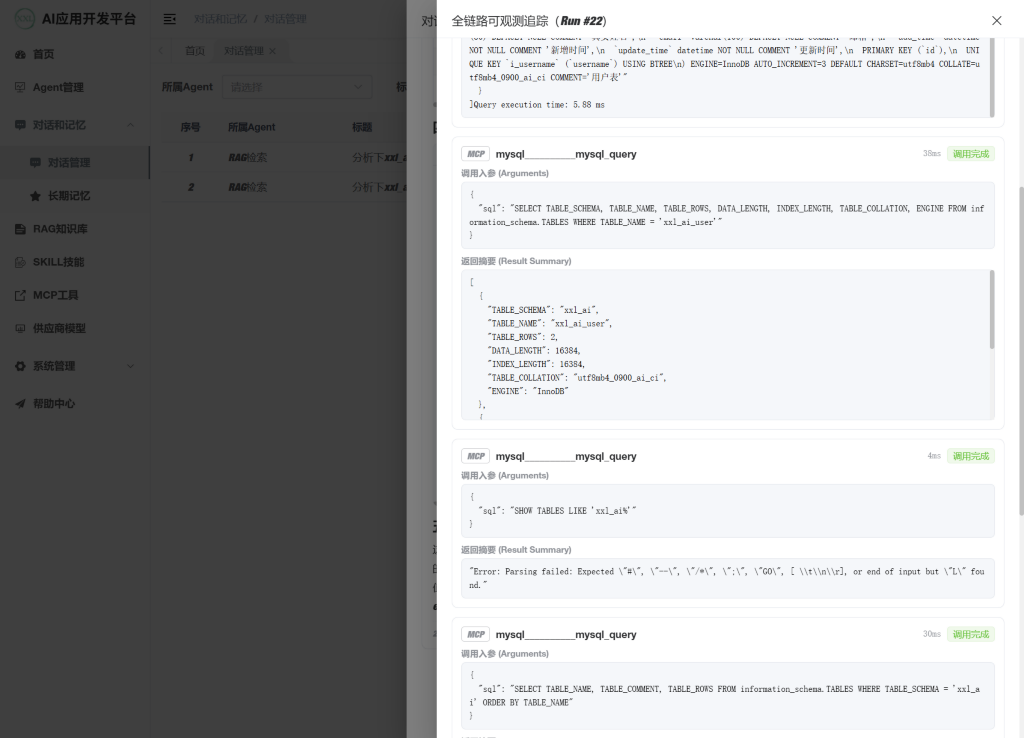 AI应用开发平台
首页
Agent管理
对话和记忆
对话管理
长期记忆
RAG知识库
SKILL技能
MCP工具
供应商模型
系统管理
帮助中心
对话和记忆 / 对话管理
首页
对话管理
所属Agent
请选择
序号
所属Agent
标题
1
RAG检索
分析下xxl_a
2
RAG检索
分析下xxl_a
全链路可观测追踪（Run #22）
NOT NULL COMMENT '新增时间',\n  `update_time` datetime NOT NULL COMMENT '更新时间',\n  PRIMARY KEY (`id`),\n  UNI
QUE KEY `i_username` (`username`) USING BTREE\n) ENGINE=InnoDB AUTO_INCREMENT=3 DEFAULT CHARSET=utf8mb4 COLLATE=u
tf8mb4_0900_ai_ci COMMENT='用户表'"
}
]Query execution time: 5.88 ms
MCP mysql_________mysql_query 38ms 调用完成
调用入参 (Arguments)
{
"sql": "SELECT TABLE_SCHEMA, TABLE_NAME, TABLE_ROWS, DATA_LENGTH, INDEX_LENGTH, TABLE_COLLATION, ENGINE FROM inf
ormation_schema.TABLES WHERE TABLE_NAME = 'xxl_ai_user'"
}
返回摘要 (Result Summary)
[
{
"TABLE_SCHEMA": "xxl_ai",
"TABLE_NAME": "xxl_ai_user",
"TABLE_ROWS": 2,
"DATA_LENGTH": 16384,
"INDEX_LENGTH": 16384,
"TABLE_COLLATION": "utf8mb4_0900_ai_ci",
"ENGINE": "InnoDB"
},
{
MCP mysql_________mysql_query 4ms 调用完成
调用入参 (Arguments)
{
"sql": "SHOW TABLES LIKE 'xxl_ai%'"
}
返回摘要 (Result Summary)
"Error: Parsing failed: Expected \"#\", \"--\", \"/*\", \";\", \"GO\", [ \\t\\n\\r], or end of input but \"L\" fou
nd."
MCP mysql_________mysql_query 30ms 调用完成
调用入参 (Arguments)
{
"sql": "SELECT TABLE_NAME, TABLE_COMMENT, TABLE_ROWS FROM information_schema.TABLES WHERE TABLE_SCHEMA = 'xxl_a
i' ORDER BY TABLE_NAME"
}